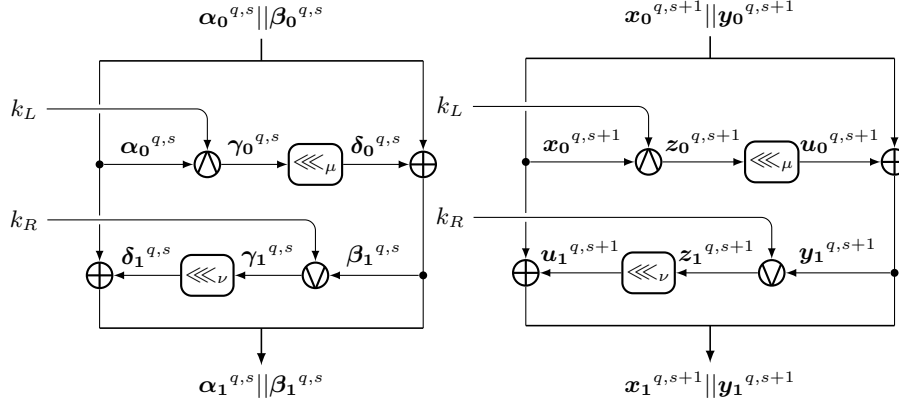 α₀^{q,s}||β₀^{q,s}
k_L
α₀^{q,s} ∧ γ₀^{q,s} ⋘_μ δ₀^{q,s}
k_R
δ₁^{q,s} ⋘_ν γ₁^{q,s} ∨ β₁^{q,s}
α₁^{q,s}||β₁^{q,s}
x₀^{q,s+1}||y₀^{q,s+1}
k_L
x₀^{q,s+1} ∧ z₀^{q,s+1} ⋘_μ u₀^{q,s+1}
k_R
u₁^{q,s+1} ⋘_ν z₁^{q,s+1} ∨ y₁^{q,s+1}
x₁^{q,s+1}||y₁^{q,s+1}